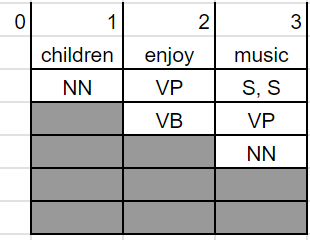 0 1 2 3
children enjoy music
NN VP S, S
VB VP
NN